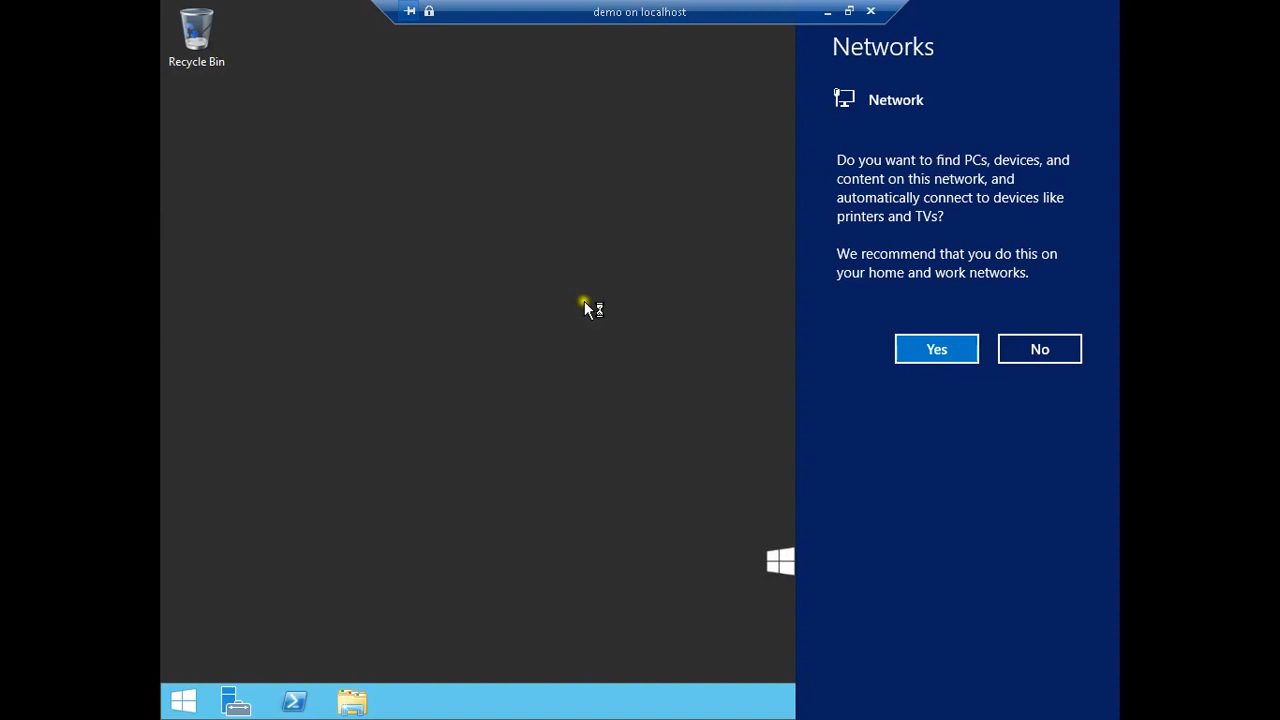 demo on localhost
Recycle Bin
Networks
Network
Do you want to find PCs, devices, and
content on this network, and
automatically connect to devices like
printers and TVs?
We recommend that you do this on
your home and work networks.
Yes
No